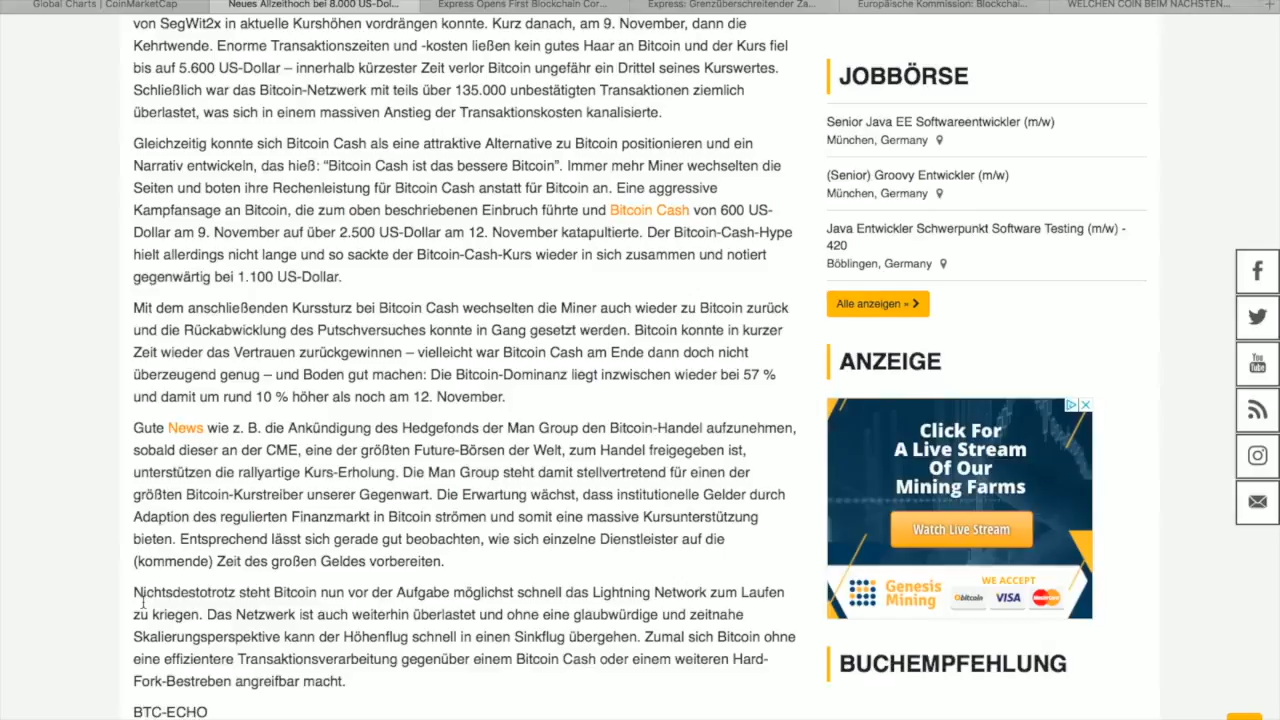 Global Charts | CoinMarketCap
Neues Allzeithoch bei 8.000 US-Dol...
Express Opens First Blockchain Cor...
Express: Grenzüberschreitender Za...
Europäische Kommission: Blockchai...
WELCHEN COIN BEIM NÄCHSTEN...
von SegWit2x in aktuelle Kurshöhen vordrängen konnte. Kurz danach, am 9. November, dann die
Kehrtwende. Enorme Transaktionszeiten und -kosten ließen kein gutes Haar an Bitcoin und der Kurs fiel
bis auf 5.600 US-Dollar – innerhalb kürzester Zeit verlor Bitcoin ungefähr ein Drittel seines Kurswertes.
Schließlich war das Bitcoin-Netzwerk mit teils über 135.000 unbestätigten Transaktionen ziemlich
überlastet, was sich in einem massiven Anstieg der Transaktionskosten kanalisierte.
Gleichzeitig konnte sich Bitcoin Cash als eine attraktive Alternative zu Bitcoin positionieren und ein
Narrativ entwickeln, das hieß: “Bitcoin Cash ist das bessere Bitcoin”. Immer mehr Miner wechselten die
Seiten und boten ihre Rechenleistung für Bitcoin Cash anstatt für Bitcoin an. Eine aggressive
Kampfansage an Bitcoin, die zum oben beschriebenen Einbruch führte und Bitcoin Cash von 600 US-
Dollar am 9. November auf über 2.500 US-Dollar am 12. November katapultierte. Der Bitcoin-Cash-Hype
hielt allerdings nicht lange und so sackte der Bitcoin-Cash-Kurs wieder in sich zusammen und notiert
gegenwärtig bei 1.100 US-Dollar.
Mit dem anschließenden Kurssturz bei Bitcoin Cash wechselten die Miner auch wieder zu Bitcoin zurück
und die Rückabwicklung des Putschversuches konnte in Gang gesetzt werden. Bitcoin konnte in kurzer
Zeit wieder das Vertrauen zurückgewinnen – vielleicht war Bitcoin Cash am Ende dann doch nicht
überzeugend genug – und Boden gut machen: Die Bitcoin-Dominanz liegt inzwischen wieder bei 57 %
und damit um rund 10 % höher als noch am 12. November.
Gute News wie z. B. die Ankündigung des Hedgefonds der Man Group den Bitcoin-Handel aufzunehmen,
sobald dieser an der CME, eine der größten Future-Börsen der Welt, zum Handel freigegeben ist,
unterstützen die rallyartige Kurs-Erholung. Die Man Group steht damit stellvertretend für einen der
größten Bitcoin-Kurstreiber unserer Gegenwart. Die Erwartung wächst, dass institutionelle Gelder durch
Adaption des regulierten Finanzmarkt in Bitcoin strömen und somit eine massive Kursunterstützung
bieten. Entsprechend lässt sich gerade gut beobachten, wie sich einzelne Dienstleister auf die
(kommende) Zeit des großen Geldes vorbereiten.
Nichtsdestotrotz steht Bitcoin nun vor der Aufgabe möglichst schnell das Lightning Network zum Laufen
zu kriegen. Das Netzwerk ist auch weiterhin überlastet und ohne eine glaubwürdige und zeitnahe
Skalierungsperspektive kann der Höhenflug schnell in einen Sinkflug übergehen. Zumal sich Bitcoin ohne
eine effizientere Transaktionsverarbeitung gegenüber einem Bitcoin Cash oder einem weiteren Hard-
Fork-Bestreben angreifbar macht.
BTC-ECHO
JOBBÖRSE
Senior Java EE Softwareentwickler (m/w)
München, Germany
(Senior) Groovy Entwickler (m/w)
München, Germany
Java Entwickler Schwerpunkt Software Testing (m/w) -
420
Böblingen, Germany
Alle anzeigen »
ANZEIGE
Click For
A Live Stream
Of Our
Mining Farms
Watch Live Stream
Genesis
Mining
WE ACCEPT
bitcoin
VISA
MasterCard
BUCHEMPFEHLUNG
You
Tube